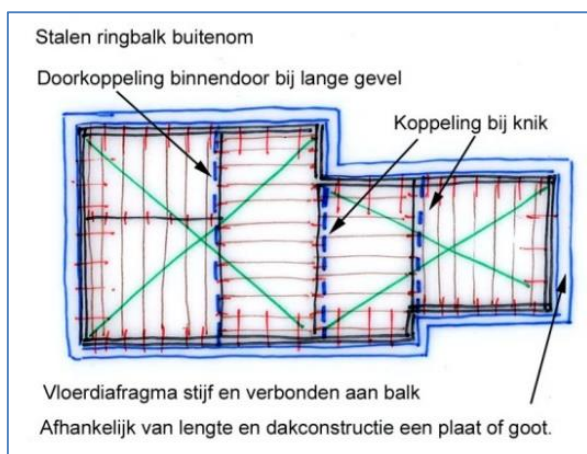 Stalen ringbalk buitenom
Doorkoppeling binnendoor bij lange gevel
Koppeling bij knik
Vloerdiafragma stijf en verbonden aan balk
Afhankelijk van lengte en dakconstructie een plaat of goot.